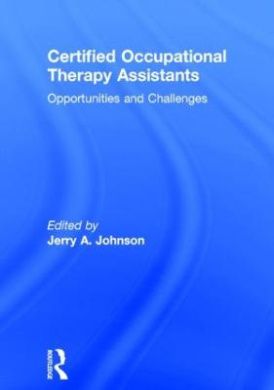 Certified Occupational
Therapy Assistants
Opportunities and Challenges
Edited by
Jerry A. Johnson
ROUTLEDGE